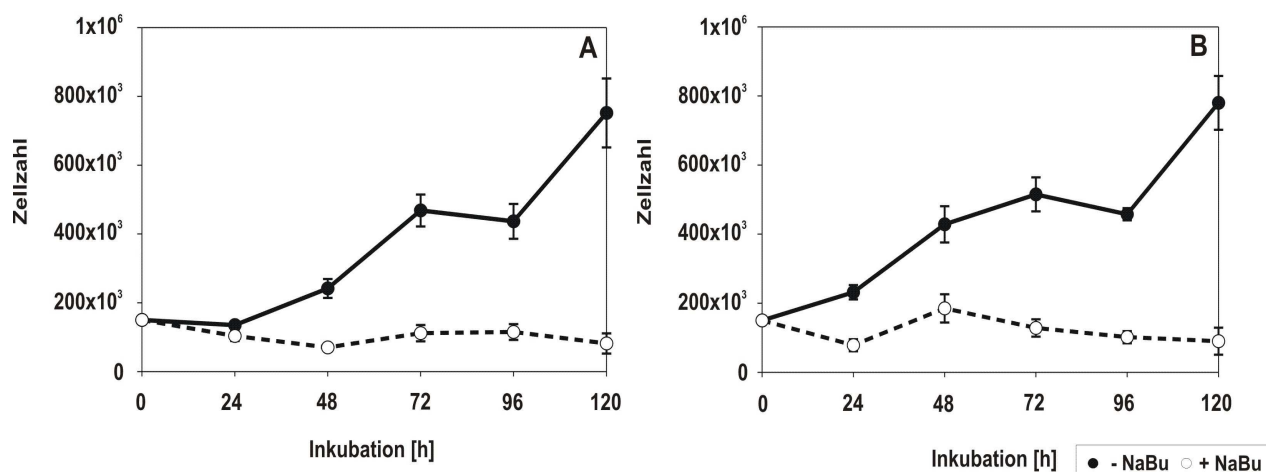 1x10⁶
800x10³
600x10³
400x10³
200x10³
0
Zellzahl
A
0 24 48 72 96 120
Inkubation [h]
1x10⁶
800x10³
600x10³
400x10³
200x10³
0
Zellzahl
B
0 24 48 72 96 120
Inkubation [h]
- NaBu + NaBu